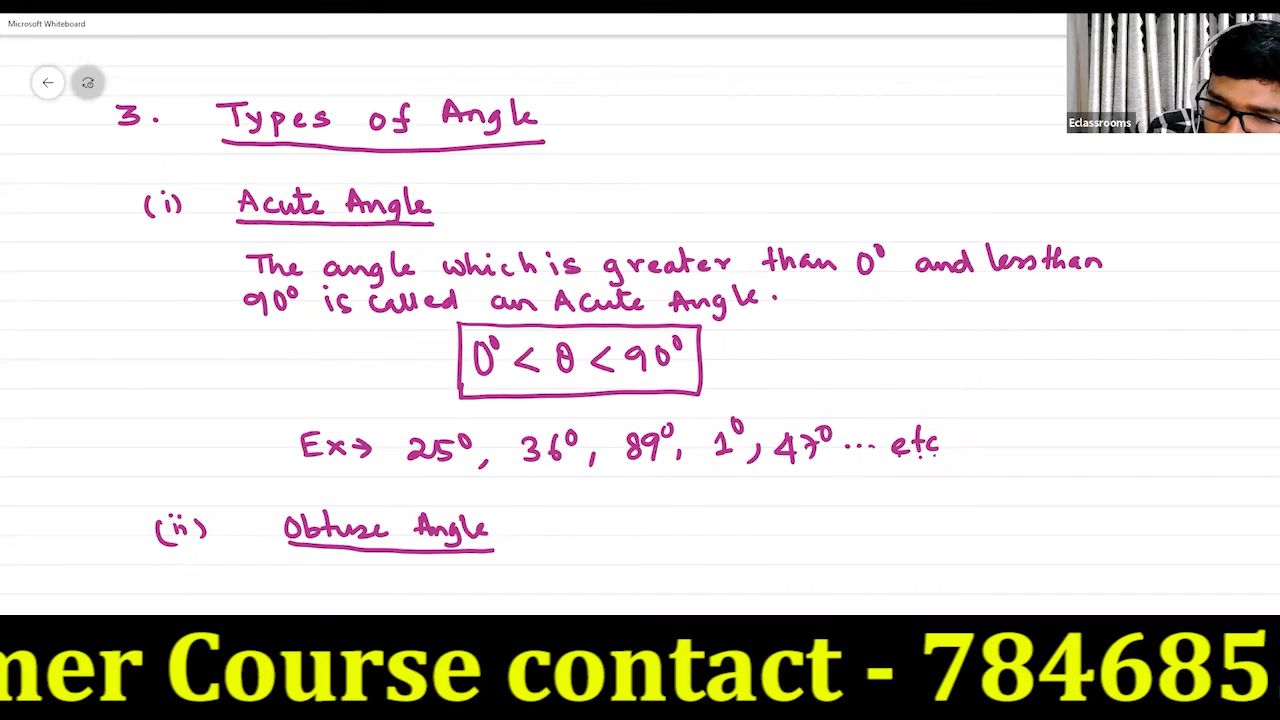 Microsoft Whiteboard
Eclassrooms
3. Types of Angle
(i) Acute Angle
The angle which is greater than 0° and less than
90° is called an Acute Angle.
0° < θ < 90°
Ex → 25°, 36°, 89°, 1°, 47° ... etc
(ii) Obtuse Angle
mer Course contact - 784685